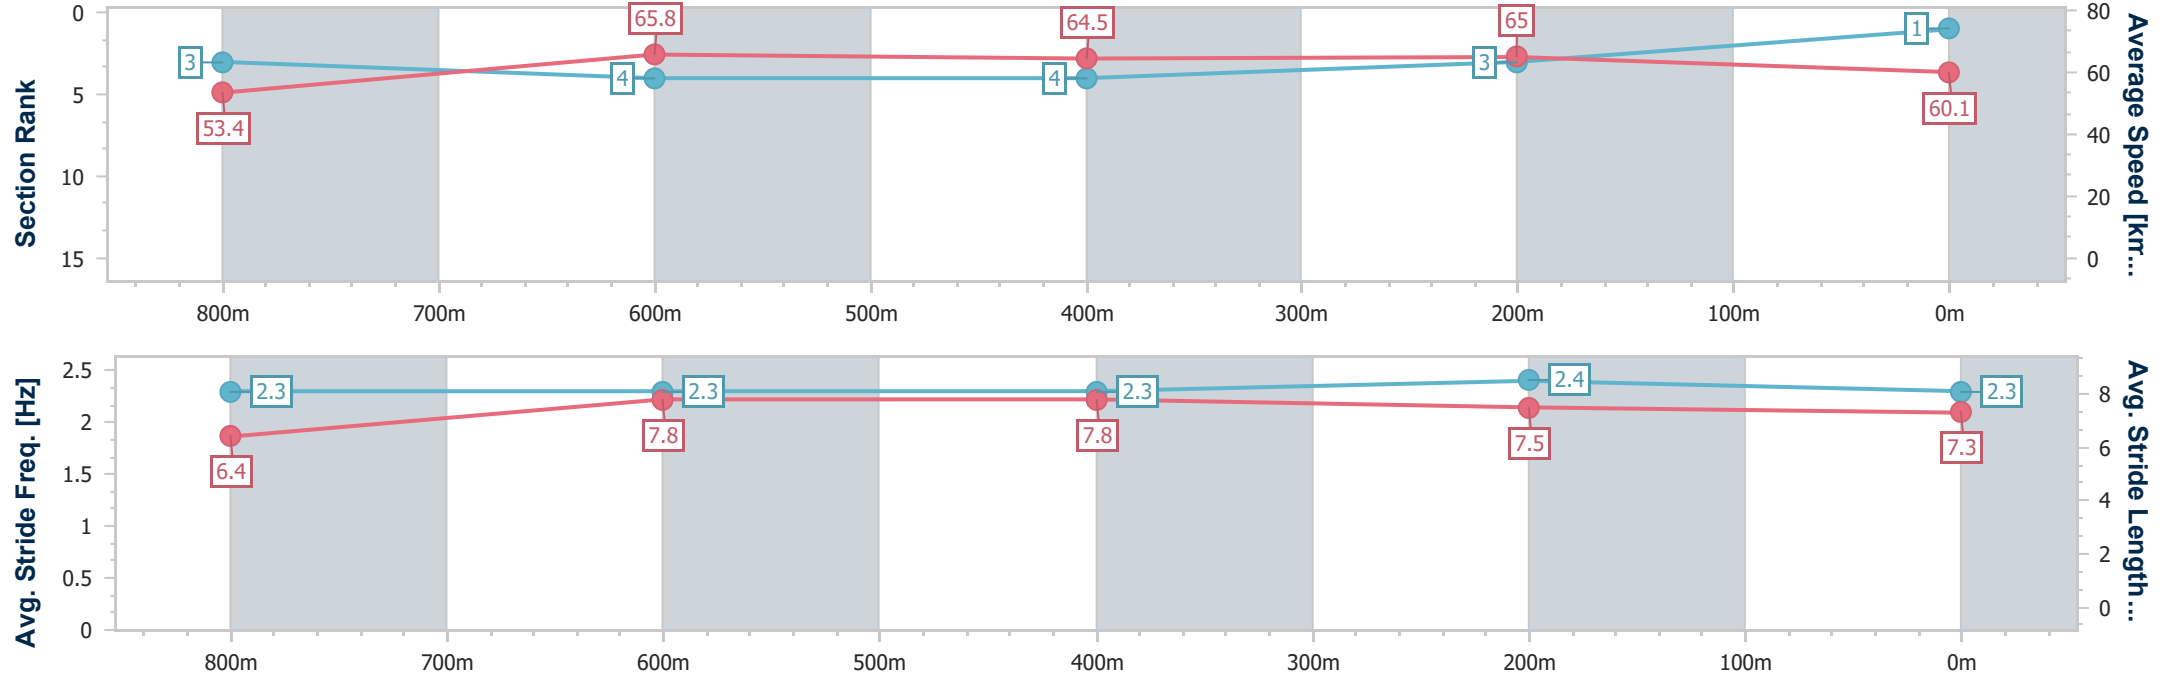 Section Rank
0
5
10
15
3
4
4
3
1
53.4
65.8
64.5
65
60.1
80
60
40
20
0
Average Speed [km...
800m
700m
600m
500m
400m
300m
200m
100m
0m
Avg. Stride Freq. [Hz]
2.5
2
1.5
1
0.5
0
2.3
2.3
2.3
2.4
2.3
6.4
7.8
7.8
7.5
7.3
8
6
4
2
0
Avg. Stride Length...
800m
700m
600m
500m
400m
300m
200m
100m
0m